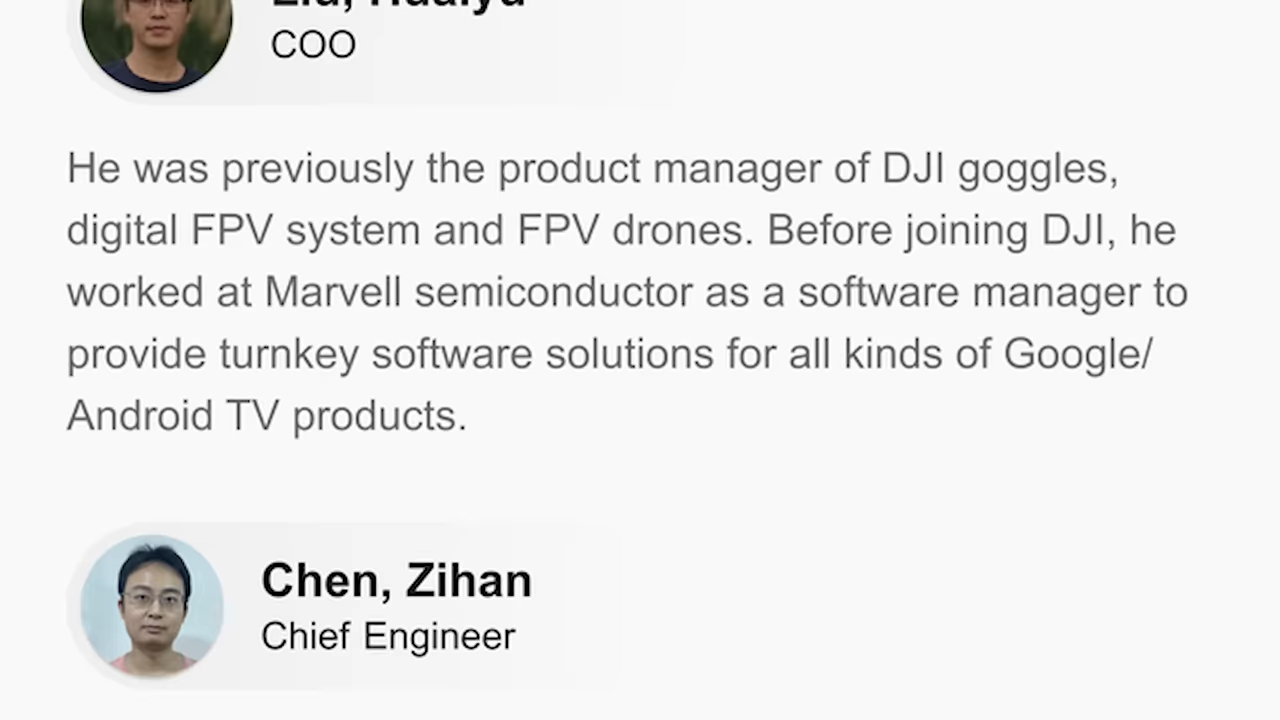 COO
He was previously the product manager of DJI goggles,
digital FPV system and FPV drones. Before joining DJI, he
worked at Marvell semiconductor as a software manager to
provide turnkey software solutions for all kinds of Google/
Android TV products.
Chen, Zihan
Chief Engineer